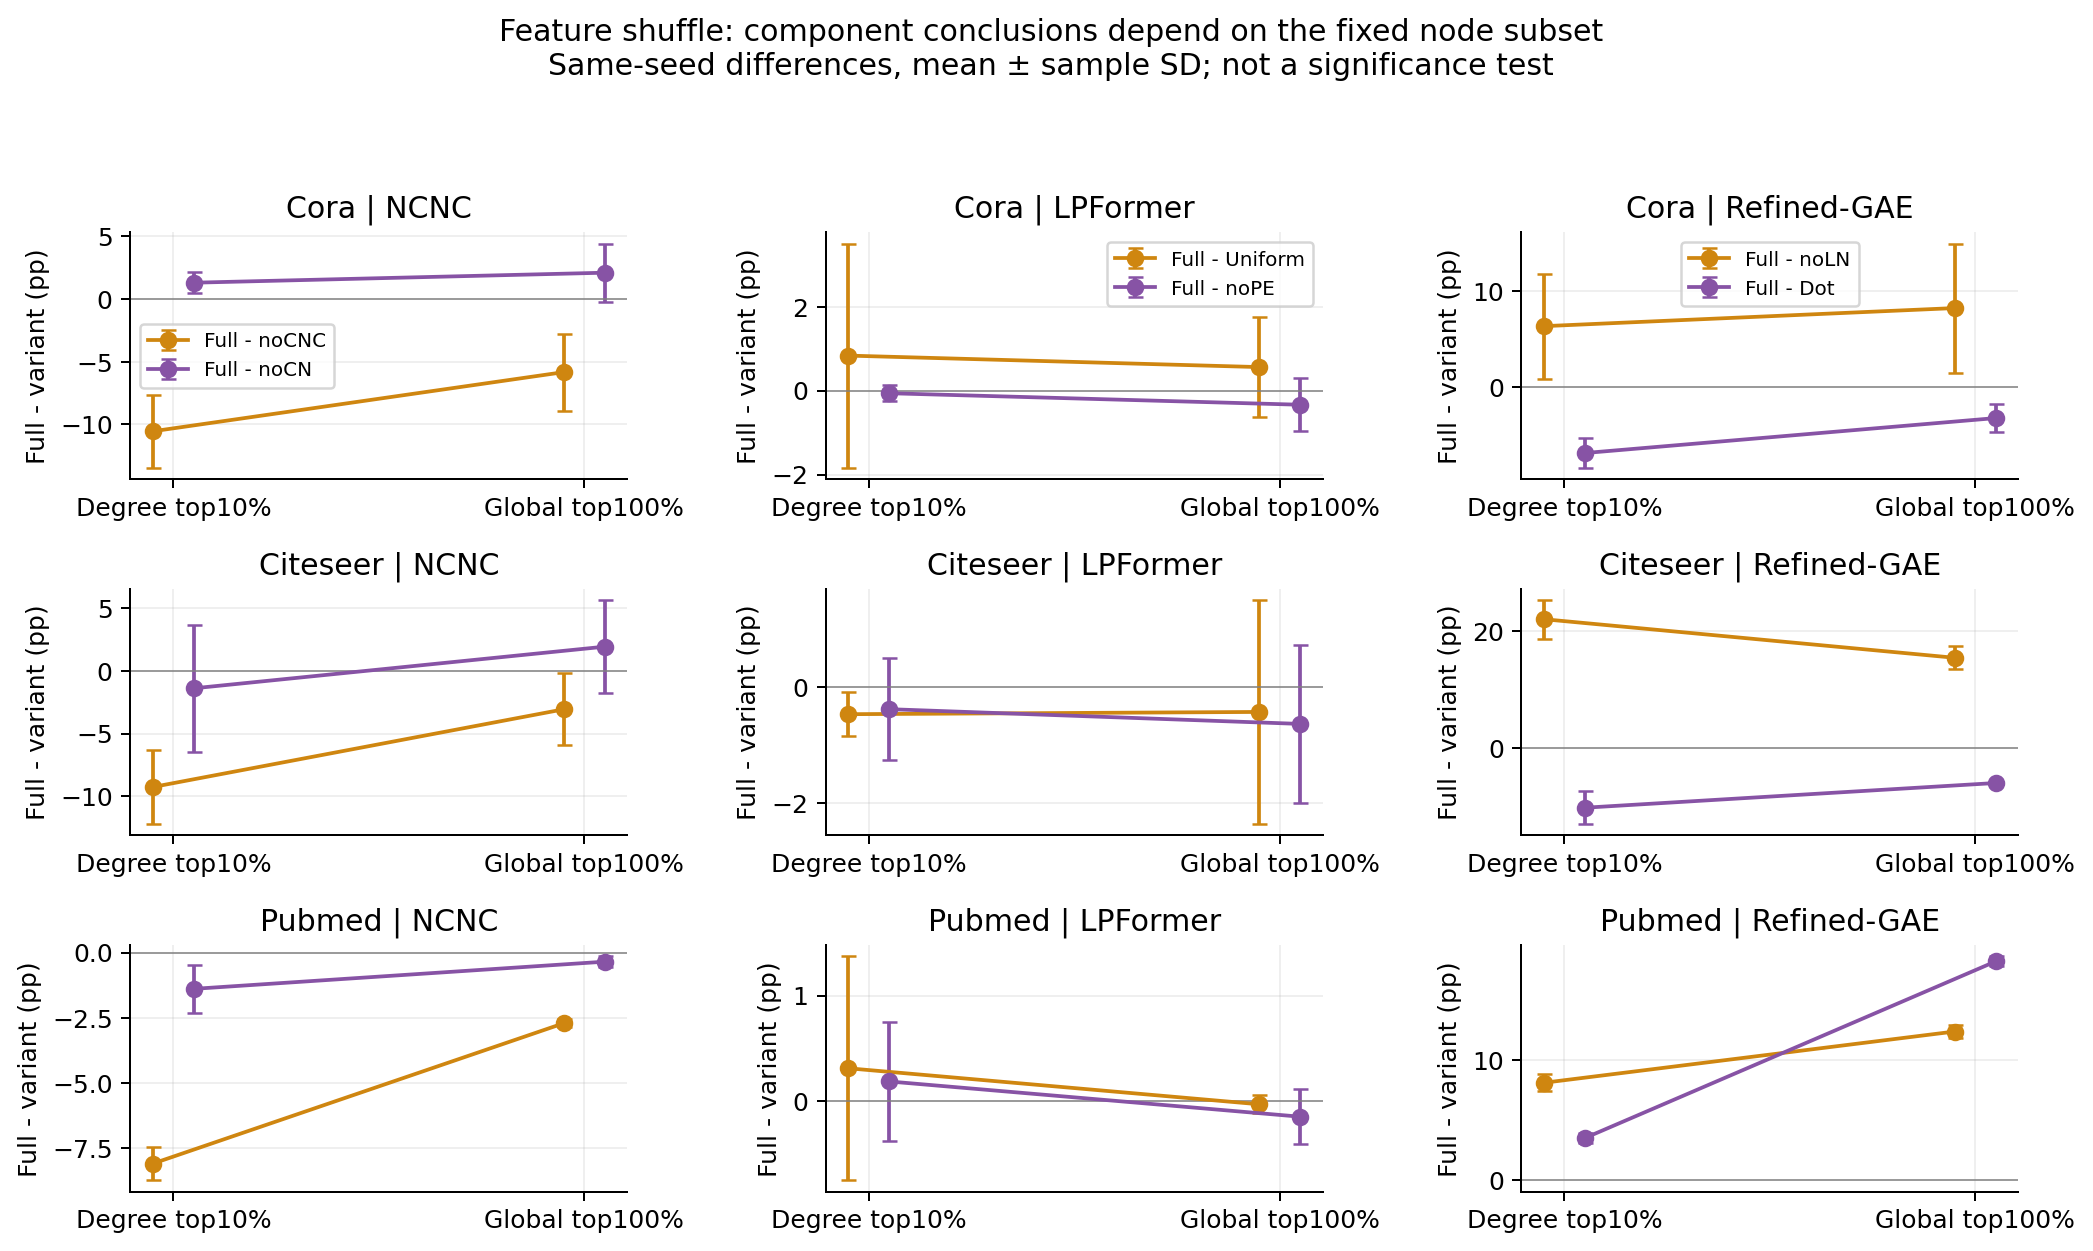 Feature shuffle: component conclusions depend on the fixed node subset
Same-seed differences, mean ± sample SD; not a significance test
Cora | NCNC
Full - variant (pp)
5
0
−5
−10
Full - noCNC
Full - noCN
Degree top10%
Global top100%
Cora | LPFormer
Full - variant (pp)
2
0
−2
Full - Uniform
Full - noPE
Degree top10%
Global top100%
Cora | Refined-GAE
Full - variant (pp)
10
0
Full - noLN
Full - Dot
Degree top10%
Global top100%
Citeseer | NCNC
Full - variant (pp)
5
0
−5
−10
Degree top10%
Global top100%
Citeseer | LPFormer
Full - variant (pp)
0
−2
Degree top10%
Global top100%
Citeseer | Refined-GAE
Full - variant (pp)
20
0
Degree top10%
Global top100%
Pubmed | NCNC
Full - variant (pp)
0.0
−2.5
−5.0
−7.5
Degree top10%
Global top100%
Pubmed | LPFormer
Full - variant (pp)
1
0
Degree top10%
Global top100%
Pubmed | Refined-GAE
Full - variant (pp)
10
0
Degree top10%
Global top100%